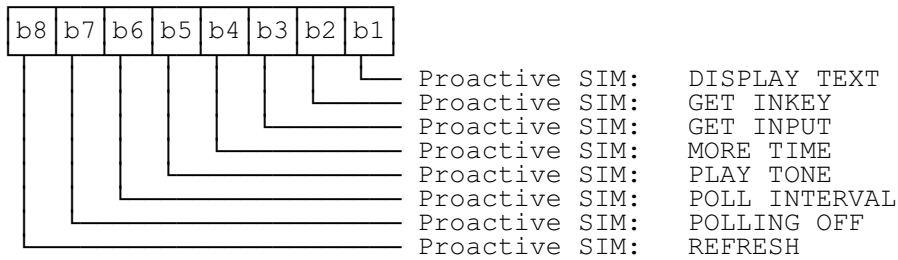 b8 b7 b6 b5 b4 b3 b2 b1
Proactive SIM: DISPLAY TEXT
Proactive SIM: GET INKEY
Proactive SIM: GET INPUT
Proactive SIM: MORE TIME
Proactive SIM: PLAY TONE
Proactive SIM: POLL INTERVAL
Proactive SIM: POLLING OFF
Proactive SIM: REFRESH